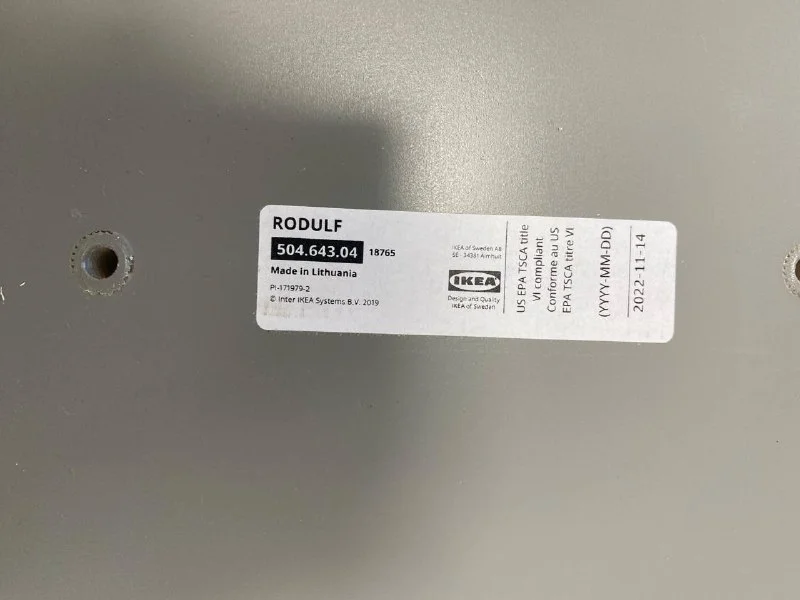 RODULF
504.643.04 18765
Made in Lithuania
PI-171979-2
© Inter IKEA Systems B.V. 2019
IKEA of Sweden AB
SE - 34381 Älmhult
IKEA
Design and Quality
IKEA of Sweden
US EPA TSCA title
VI compliant
Conforme au US
EPA TSCA titre VI
(YYYY-MM-DD)
2022-11-14